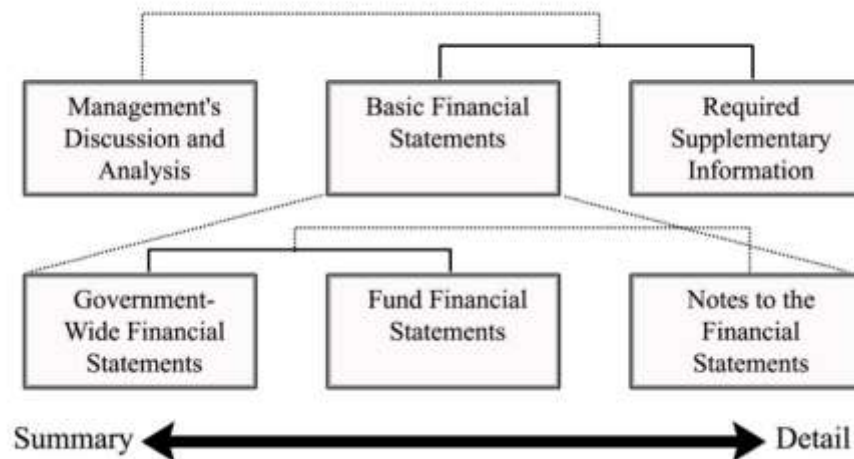 Management's
Discussion and
Analysis
Basic Financial
Statements
Required
Supplementary
Information
Government-
Wide Financial
Statements
Fund Financial
Statements
Notes to the
Financial
Statements
Summary
Detail